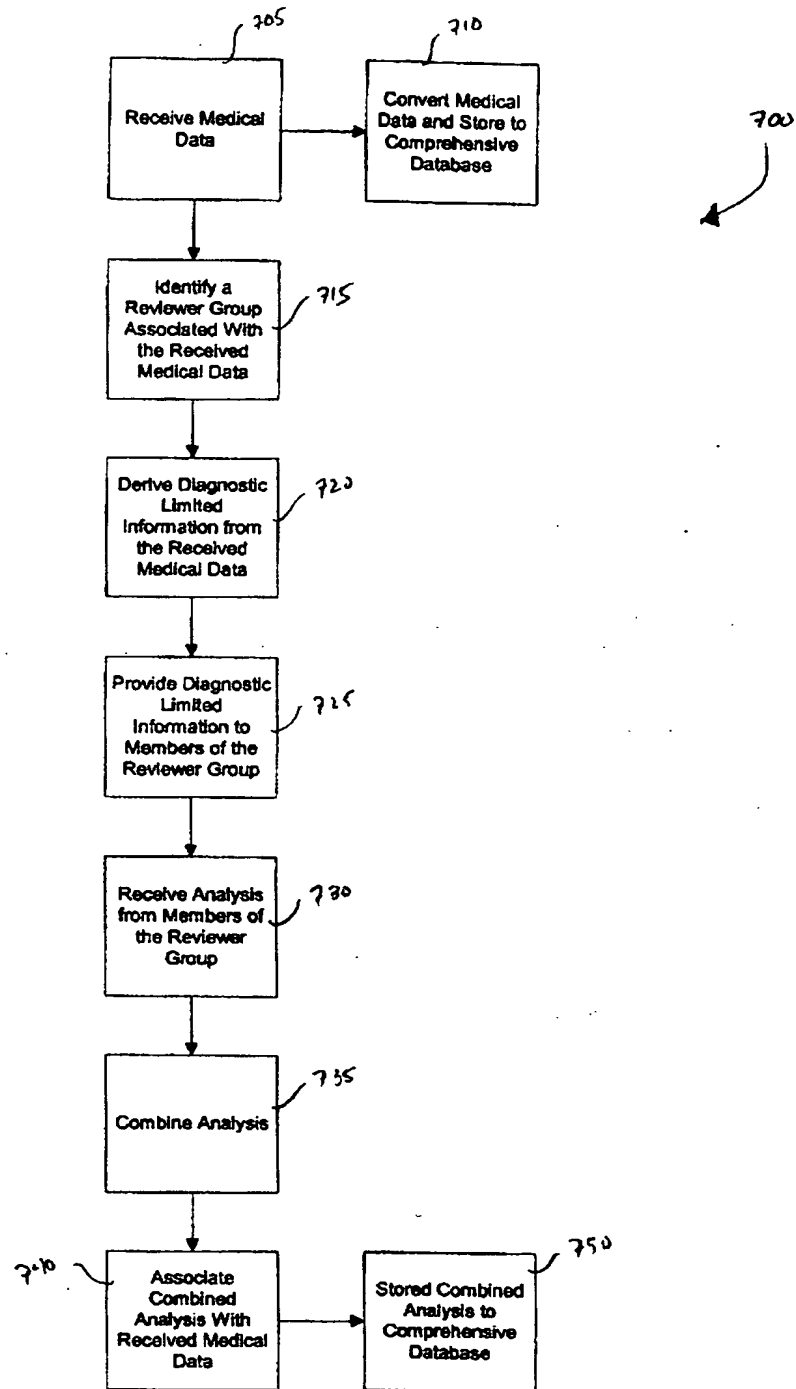 705
710
Receive Medical
Data
Convert Medical
Data and Store to
Comprehensive
Database
700
Identify a
Reviewer Group
Associated With
the Received
Medical Data
715
Derive Diagnostic
Limited
Information from
the Received
Medical Data
720
Provide Diagnostic
Limited
Information to
Members of the
Reviewer Group
725
Receive Analysis
from Members of
the Reviewer
Group
730
Combine Analysis
735
740
Associate
Combined
Analysis With
Received Medical
Data
750
Stored Combined
Analysis to
Comprehensive
Database